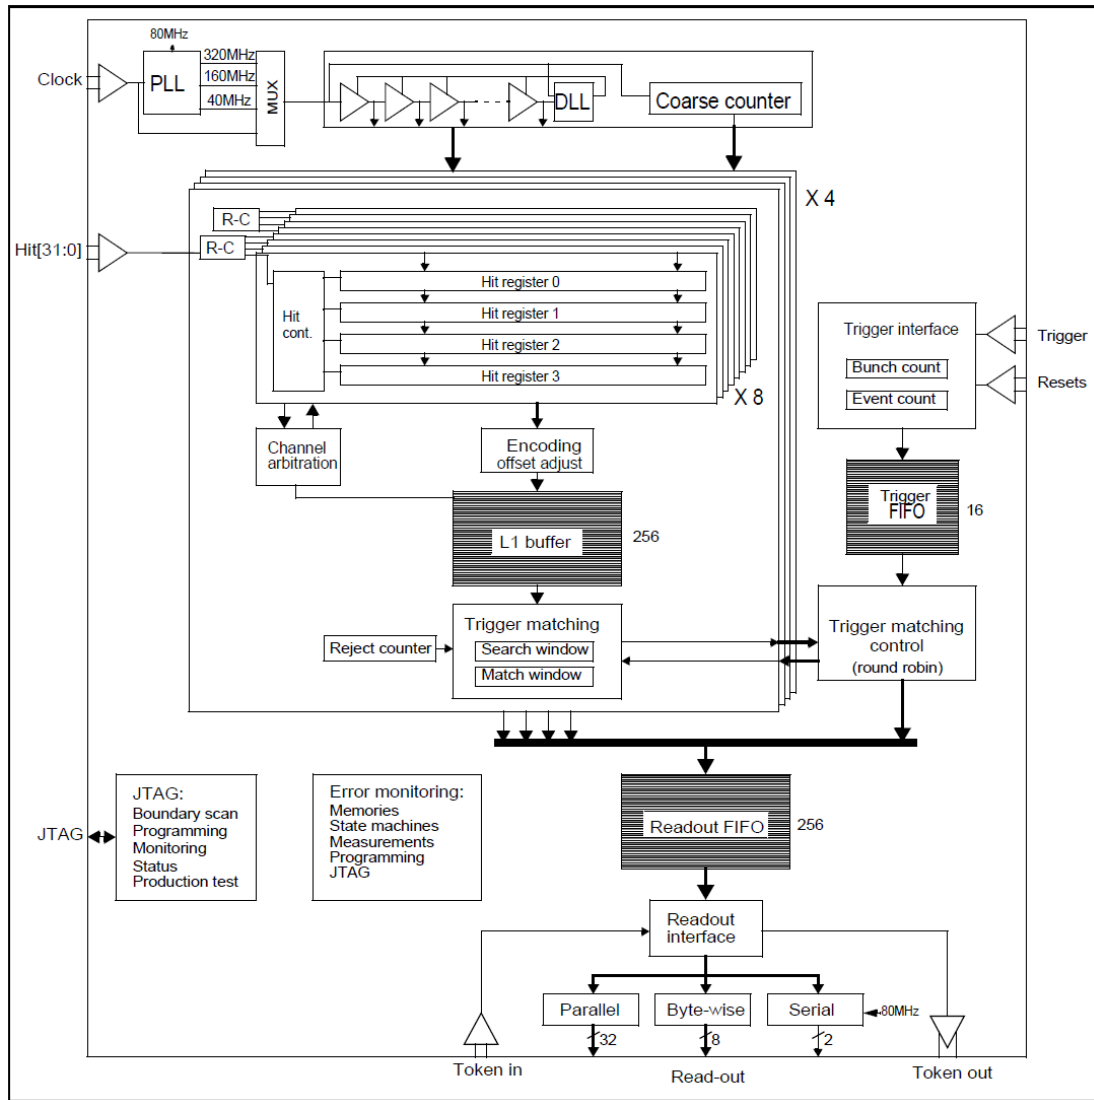 80MHz
Clock
PLL
320MHz
160MHz
40MHz
MUX
DLL
Coarse counter
X 4
R-C
R-C
Hit[31:0]
Hit
cont.
Hit register 0
Hit register 1
Hit register 2
Hit register 3
X 8
Trigger interface
Bunch count
Event count
Trigger
Resets
Channel
arbitration
Encoding
offset adjust
Trigger
FIFO
16
L1 buffer
256
Reject counter
Trigger matching
Search window
Match window
Trigger matching
control
(round robin)
JTAG
JTAG:
Boundary scan
Programming
Monitoring
Status
Production test
Error monitoring:
Memories
State machines
Measurements
Programming
JTAG
Readout FIFO
256
Readout
interface
Parallel
Byte-wise
Serial
80MHz
32
8
2
Token in
Read-out
Token out